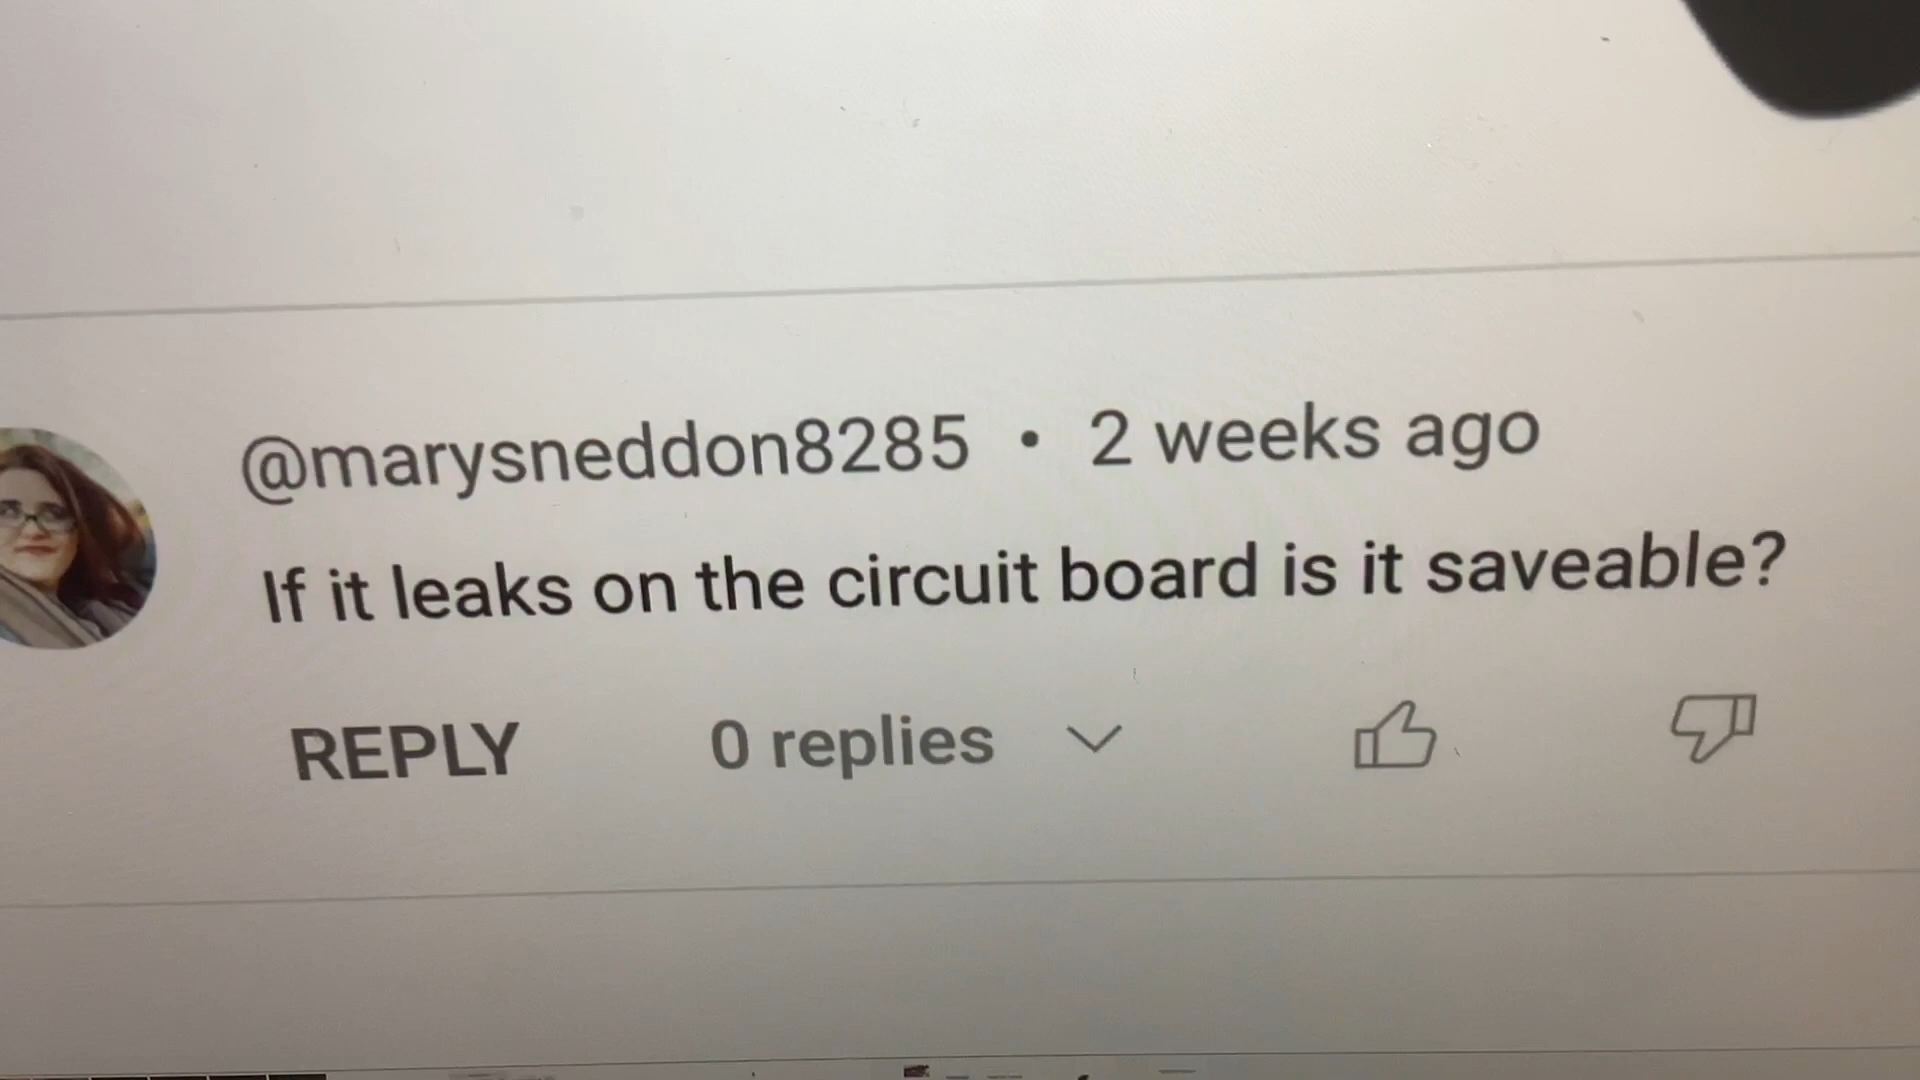 @marysneddon8285 • 2 weeks ago
If it leaks on the circuit board is it saveable?
REPLY 0 replies